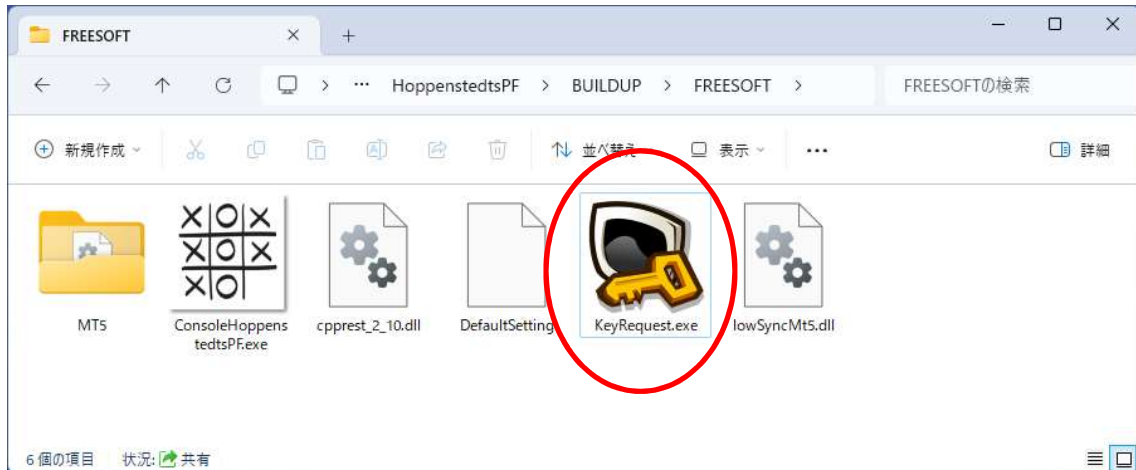 FREESOFT
… HoppenstedtsPF > BUILDUP > FREESOFT >
FREESOFTの検索
新規作成
並べ替え
表示
詳細
MT5
ConsoleHoppens
tedtsPF.exe
cpprest_2_10.dll
DefaultSetting
KeyRequest.exe
lowSyncMt5.dll
6 個の項目
状況:
共有